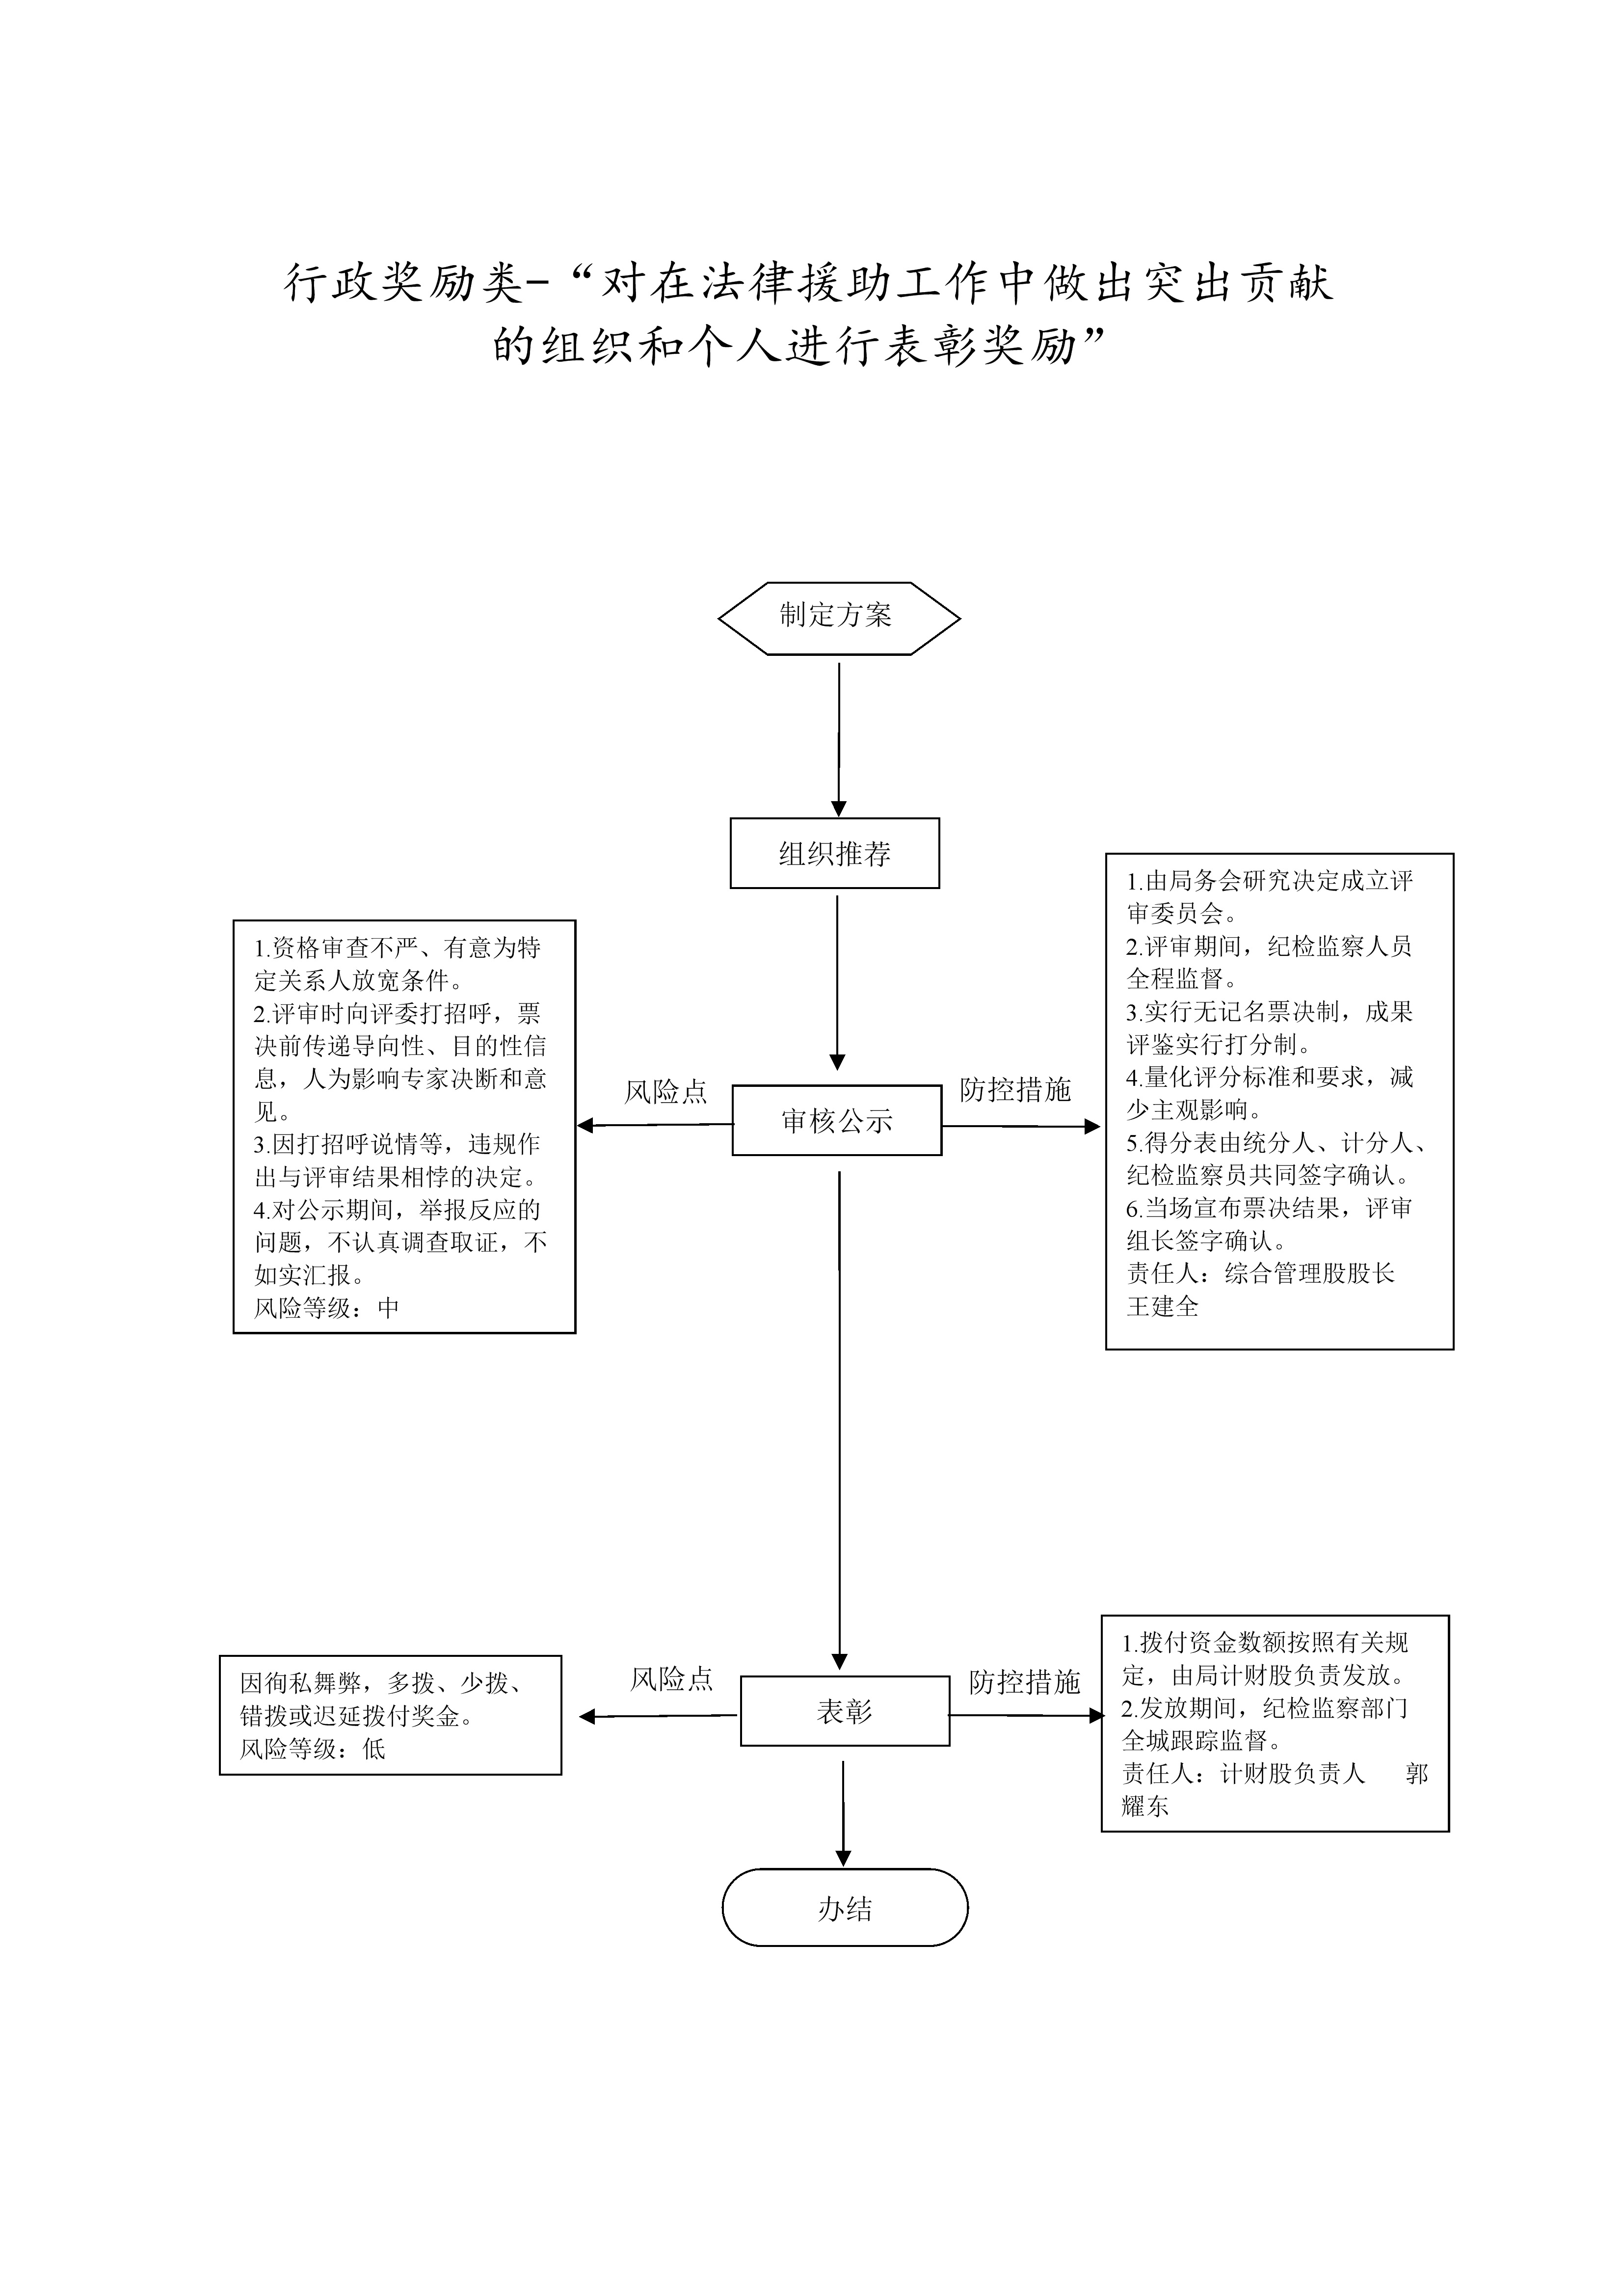 行政奖励类-“对在法律援助工作中做出突出贡献
的组织和个人进行表彰奖励”
制定方案
组织推荐
1.资格审查不严、有意为特
定关系人放宽条件。
2.评审时向评委打招呼，票
决前传递导向性、目的性信
息，人为影响专家决断和意
见。
3.因打招呼说情等，违规作
出与评审结果相悖的决定。
4.对公示期间，举报反应的
问题，不认真调查取证，不
如实汇报。
风险等级：中
风险点
审核公示
防控措施
1.由局务会研究决定成立评
审委员会。
2.评审期间，纪检监察人员
全程监督。
3.实行无记名票决制，成果
评鉴实行打分制。
4.量化评分标准和要求，减
少主观影响。
5.得分表由统分人、计分人、
纪检监察员共同签字确认。
6.当场宣布票决结果，评审
组长签字确认。
责任人：综合管理股股长
王建全
因徇私舞弊，多拨、少拨、
错拨或迟延拨付奖金。
风险等级：低
风险点
表彰
防控措施
1.拨付资金数额按照有关规
定，由局计财股负责发放。
2.发放期间，纪检监察部门
全城跟踪监督。
责任人：计财股负责人 郭
耀东
办结